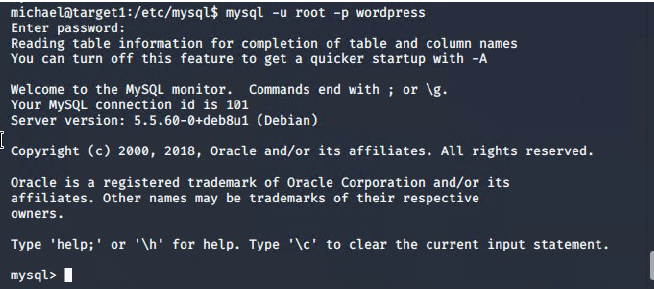 michael@target1:/etc/mysql$ mysql -u root -p wordpress
Enter password:
Reading table information for completion of table and column names
You can turn off this feature to get a quicker startup with -A
Welcome to the MySQL monitor.  Commands end with ; or \g.
Your MySQL connection id is 101
Server version: 5.5.60-0+deb8u1 (Debian)
Copyright (c) 2000, 2018, Oracle and/or its affiliates. All rights reserved.
Oracle is a registered trademark of Oracle Corporation and/or its
affiliates. Other names may be trademarks of their respective
owners.
Type 'help;' or '\h' for help. Type '\c' to clear the current input statement.
mysql>